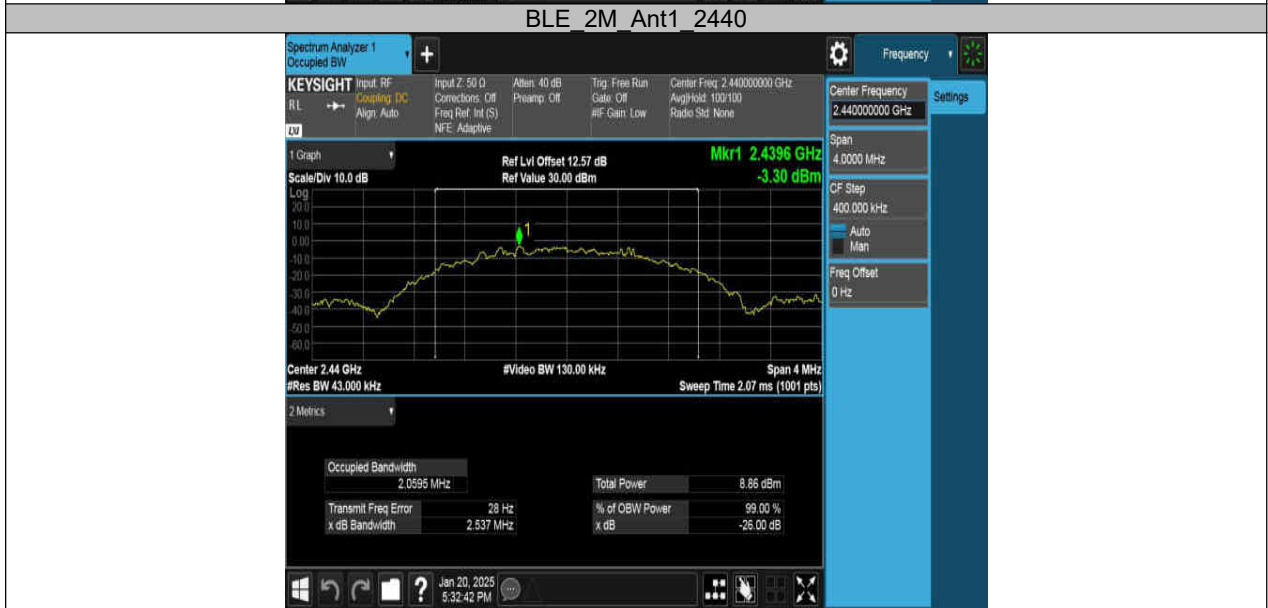 BLE_2M_Ant1_2440
Spectrum Analyzer 1
Occupied BW
+
Frequency
KEYSIGHT
RL
LXI
Input: RF
Coupling: DC
Align: Auto
Input Z: 50 Ω
Corrections: Off
Freq Ref: Int (S)
NFE: Adaptive
Atten: 40 dB
Preamp: Off
Trig: Free Run
Gate: Off
#IF Gain: Low
Center Freq: 2.440000000 GHz
Avg|Hold: 100/100
Radio Std: None
Center Frequency
2.440000000 GHz
Settings
Span
4.0000 MHz
CF Step
400.000 kHz
Auto
Man
Freq Offset
0 Hz
1 Graph
Scale/Div 10.0 dB
Ref Lvl Offset 12.57 dB
Ref Value 30.00 dBm
Mkr1 2.4396 GHz
-3.30 dBm
Log
20.0
10.0
0.00
-10.0
-20.0
-30.0
-40.0
-50.0
-60.0
1
Center 2.44 GHz
#Res BW 43.000 kHz
#Video BW 130.00 kHz
Span 4 MHz
Sweep Time 2.07 ms (1001 pts)
2 Metrics
Occupied Bandwidth
2.0595 MHz
Total Power 8.86 dBm
Transmit Freq Error 28 Hz
% of OBW Power 99.00 %
x dB Bandwidth 2.537 MHz
x dB -26.00 dB
?
Jan 20, 2025
5:32:42 PM